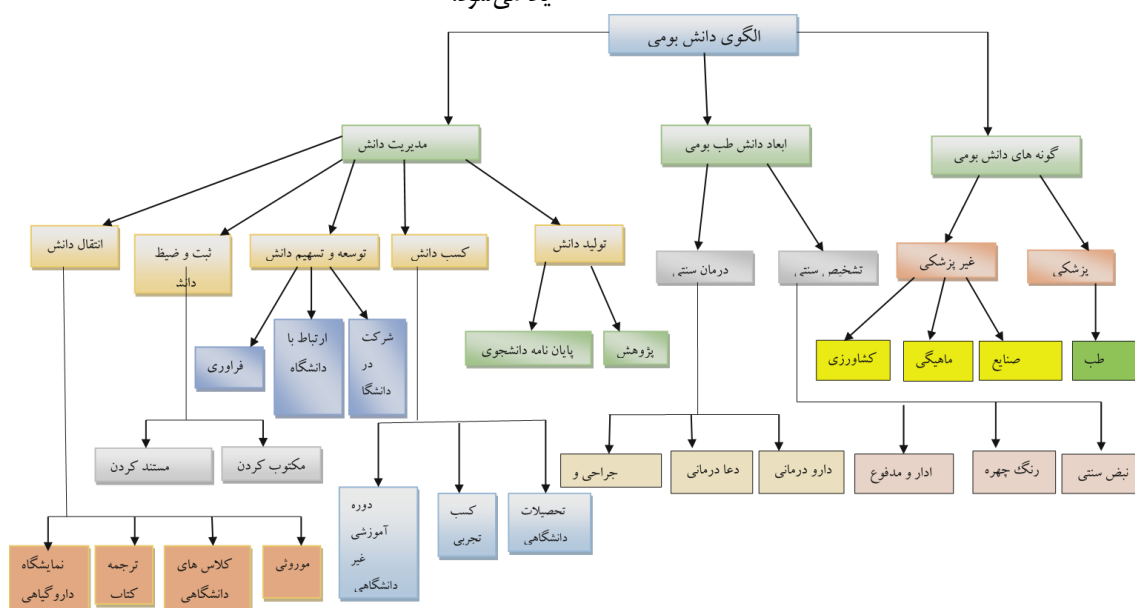 یاد می‌شود.
الگوی دانش بومی
مدیریت دانش
ابعاد دانش طب بومی
گونه های دانش بومی
انتقال دانش
ثبت و ضبط
دانش
توسعه و تسهیم دانش
کسب دانش
تولید دانش
درمان سنتی
تشخیص سنتی
غیر پزشکی
پزشکی
فراوری
ارتباط با
دانشگاه
شرکت
در
دانشگا
پایان نامه دانشجوی
پژوهش
کشاورزی
ماهیگی
صنایع
طب
مستند کردن
مکتوب کردن
جراحی و
دعا درمانی
دارو درمانی
ادار و مدفوع
رنگ چهره
نبض سنتی
دوره
آموزشی
غیر
دانشگاهی
کسب
تجربی
تحصیلات
دانشگاهی
نمایشگاه
داروگیاهی
ترجمه
کتاب
کلاس های
دانشگاهی
موروثی